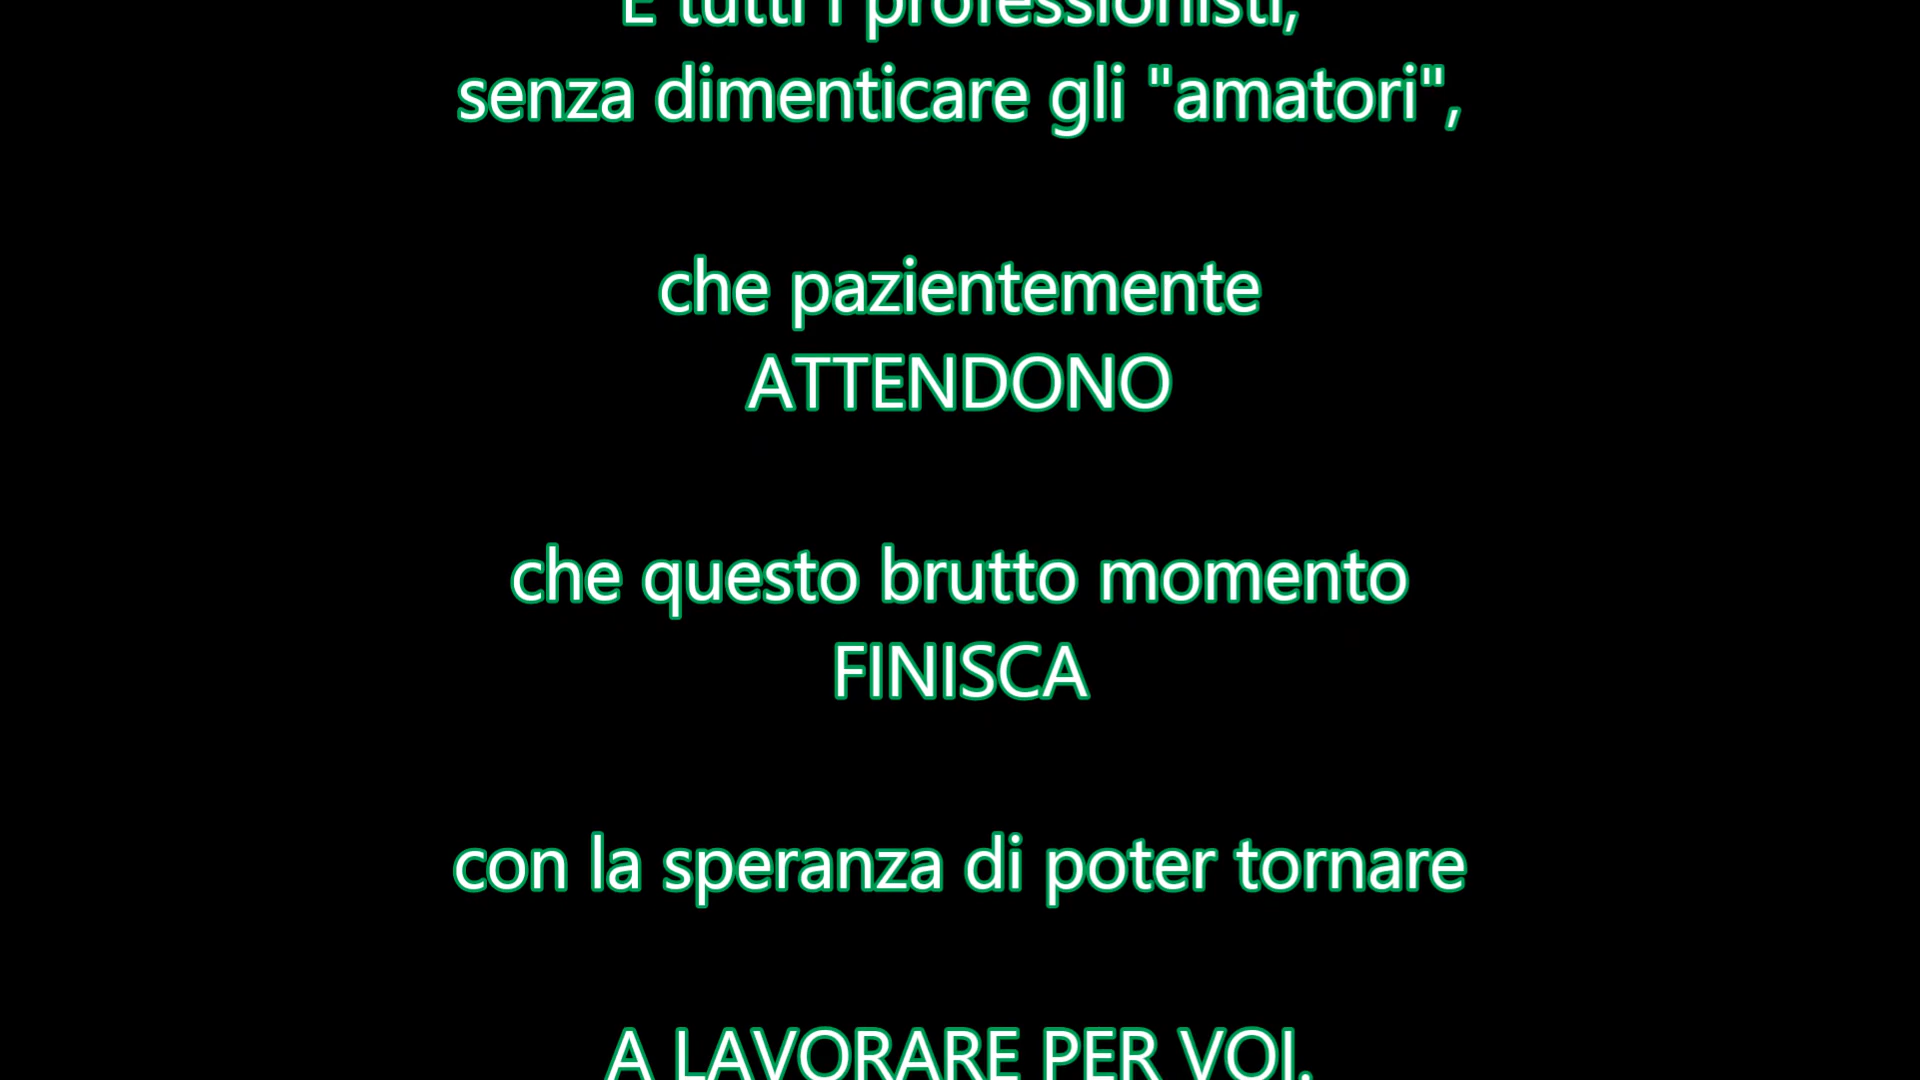 E tutti i professionisti,
senza dimenticare gli "amatori",
che pazientemente
ATTENDONO
che questo brutto momento
FINISCA
con la speranza di poter tornare
A LAVORARE PER VOI.